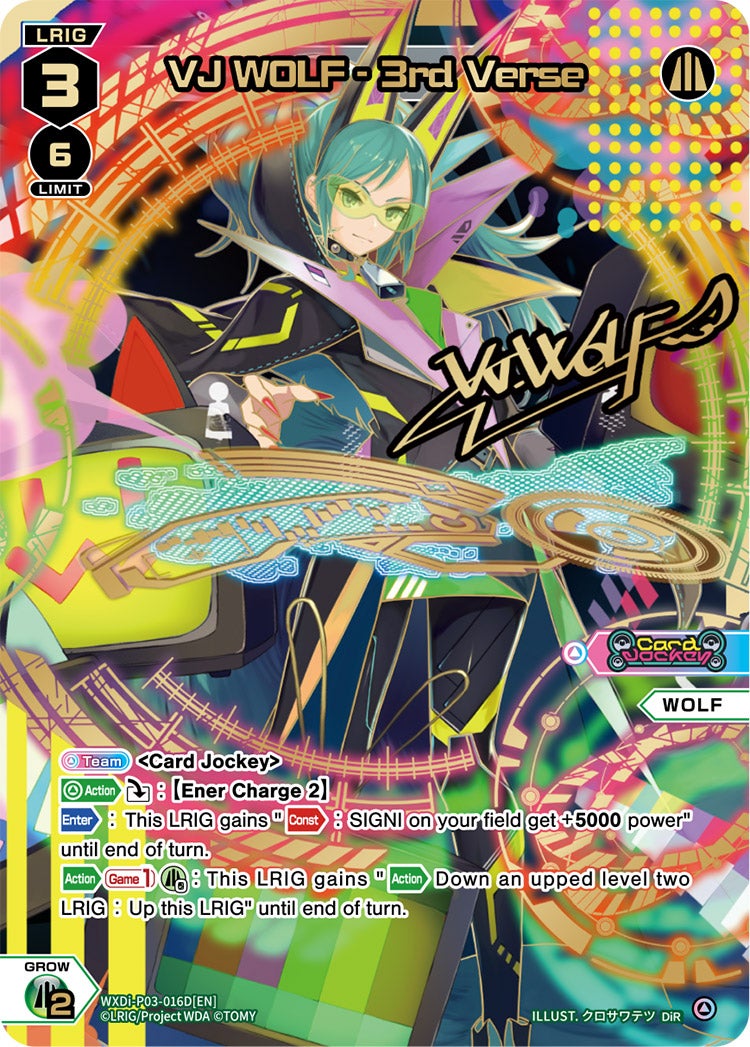 LRIG
3
VJ WOLF - 3rd Verse
6
LIMIT
VJ.Wolf
Card
Jockey
WOLF
Team <Card Jockey>
Action : 【Ener Charge 2】
Enter : This LRIG gains " Const : SIGNI on your field get +5000 power"
until end of turn.
Action Game 1 0 : This LRIG gains " Action Down an upped level two
LRIG : Up this LRIG" until end of turn.
GROW
2
WXDi-P03-016D[EN]
©LRIG/Project WDA ©TOMY
ILLUST. クロサワテツ DiR